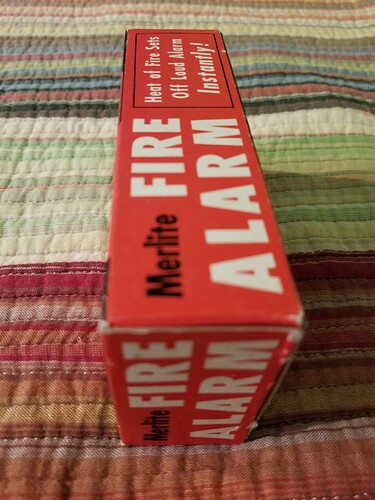 Merlite
FIRE
ALARM
Heat of Fire Sets
Off Loud Alarm
Instantly!
Merlite
FIRE
ALARM